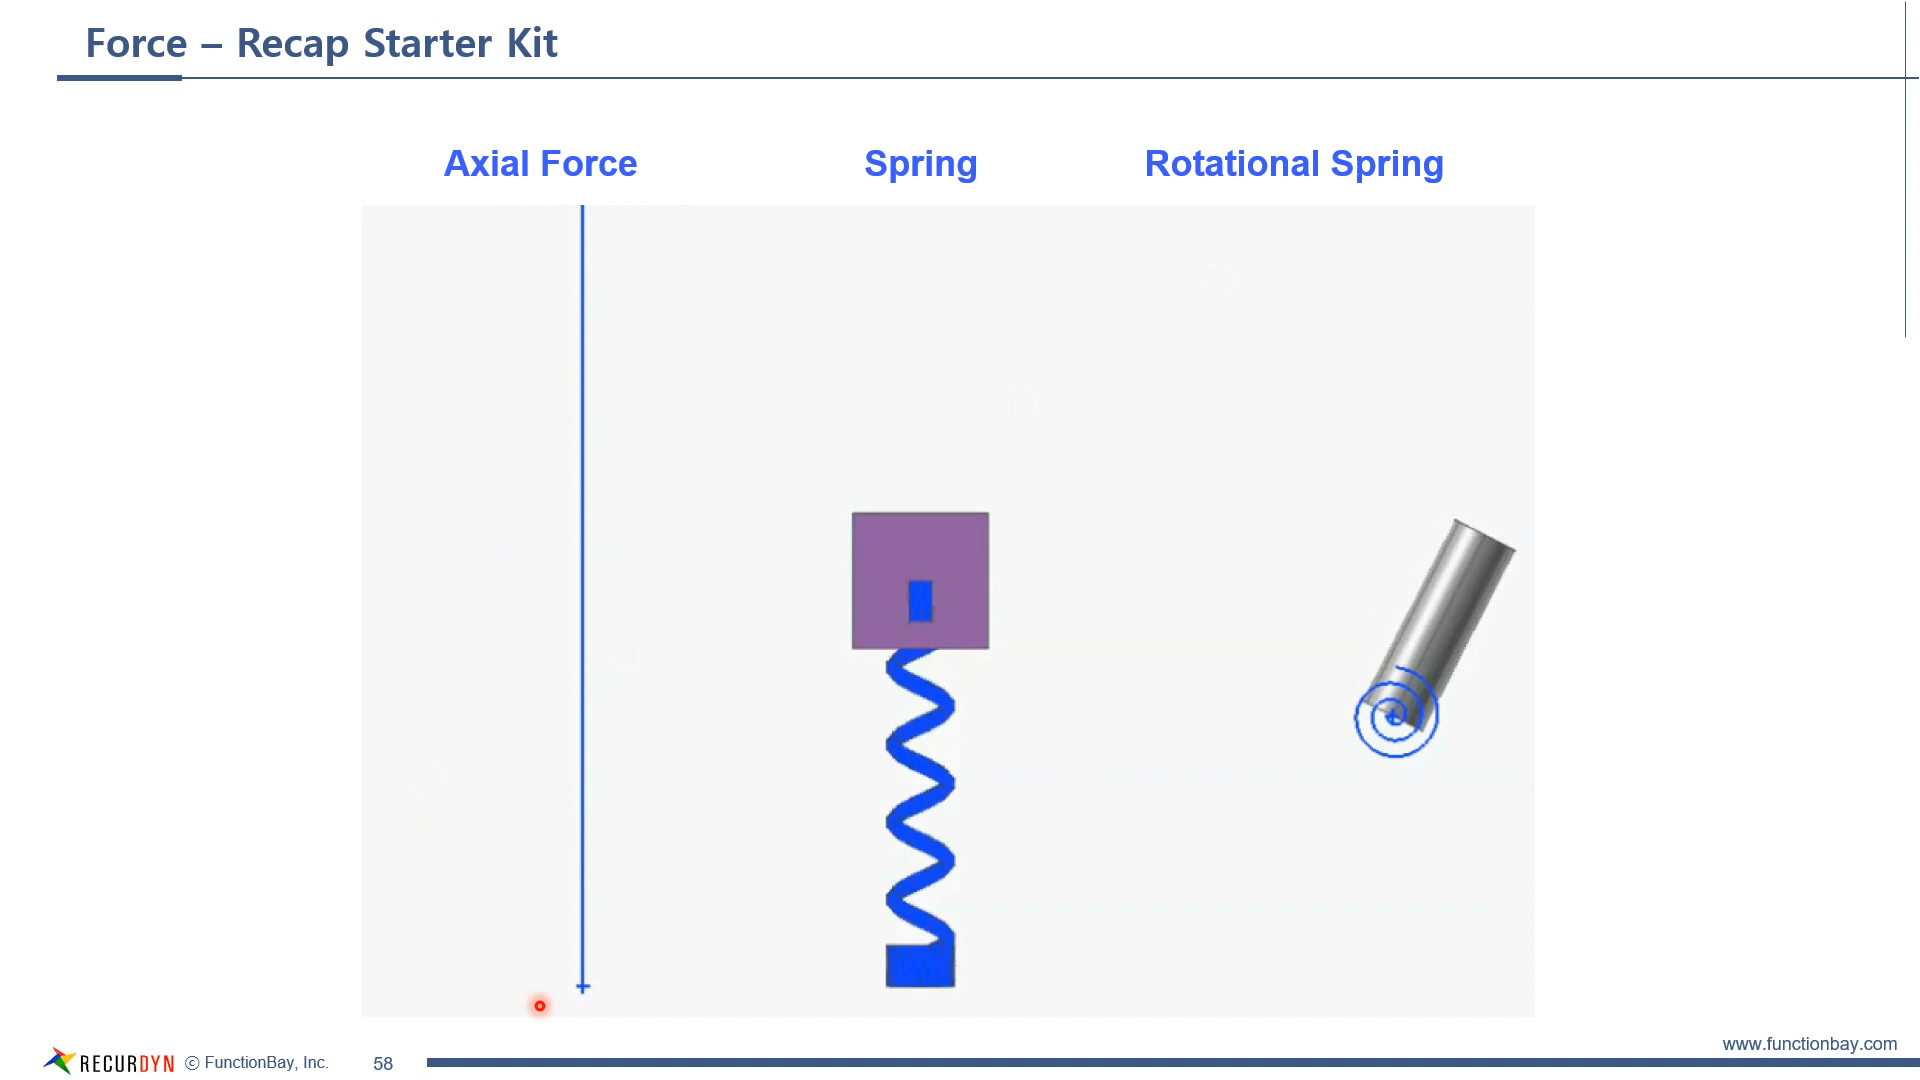 Force – Recap Starter Kit
Axial Force
Spring
Rotational Spring
www.functionbay.com
RECURDYN
© FunctionBay, Inc.
58